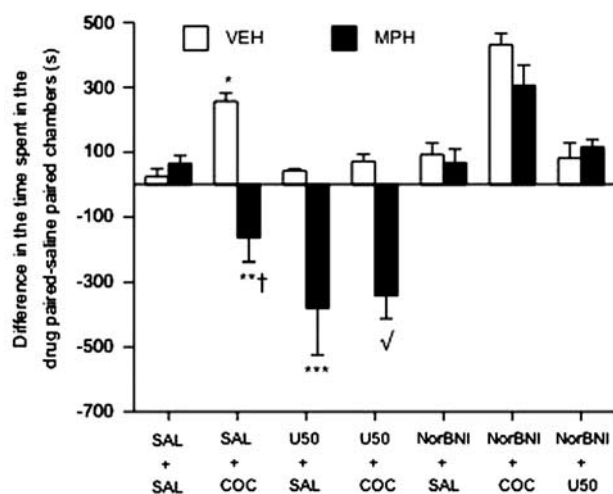 Difference in the time spent in the
drug paired-saline paired chambers (s)
500
300
100
-100
-300
-500
-700
VEH
MPH
*
**†
***
√
SAL SAL U50 U50 NorBNI NorBNI NorBNI
+ + + + + + +
SAL COC SAL COC SAL COC U50